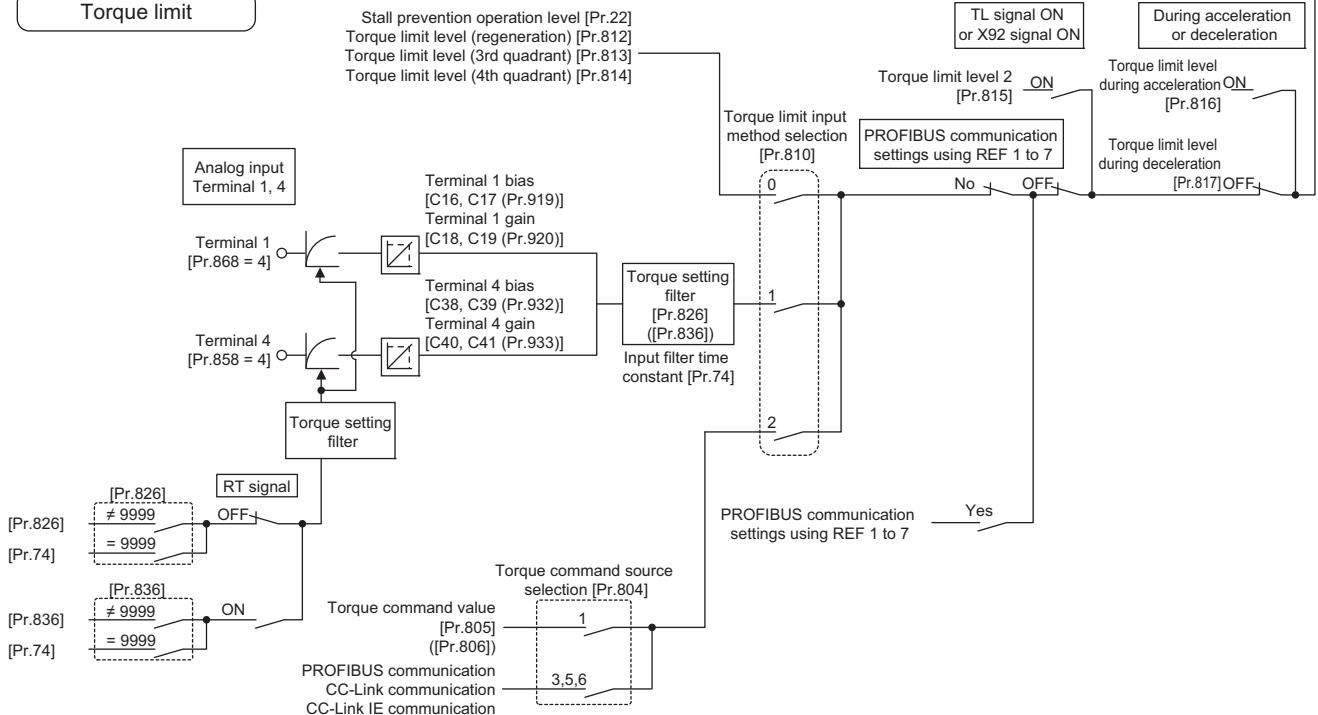 Torque limit
Stall prevention operation level [Pr.22]
Torque limit level (regeneration) [Pr.812]
Torque limit level (3rd quadrant) [Pr.813]
Torque limit level (4th quadrant) [Pr.814]
TL signal ON
or X92 signal ON
During acceleration
or deceleration
Torque limit level 2
[Pr.815]
ON
Torque limit level
during acceleration
[Pr.816]
ON
Torque limit input
method selection
[Pr.810]
PROFIBUS communication
settings using REF 1 to 7
Torque limit level
during deceleration
[Pr.817]
OFF
No
OFF
0
Analog input
Terminal 1, 4
Terminal 1 bias
[C16, C17 (Pr.919)]
Terminal 1 gain
[C18, C19 (Pr.920)]
Terminal 1
[Pr.868 = 4]
Terminal 4 bias
[C38, C39 (Pr.932)]
Terminal 4 gain
[C40, C41 (Pr.933)]
Terminal 4
[Pr.858 = 4]
Torque setting
filter
[Pr.826]
([Pr.836])
Input filter time
constant [Pr.74]
1
2
Torque setting
filter
RT signal
[Pr.826]
[Pr.826]
≠ 9999
OFF
[Pr.74]
= 9999
[Pr.836]
[Pr.836]
≠ 9999
ON
[Pr.74]
= 9999
PROFIBUS communication
settings using REF 1 to 7
Yes
Torque command source
selection [Pr.804]
Torque command value
[Pr.805]
([Pr.806])
1
PROFIBUS communication
CC-Link communication
CC-Link IE communication
3,5,6